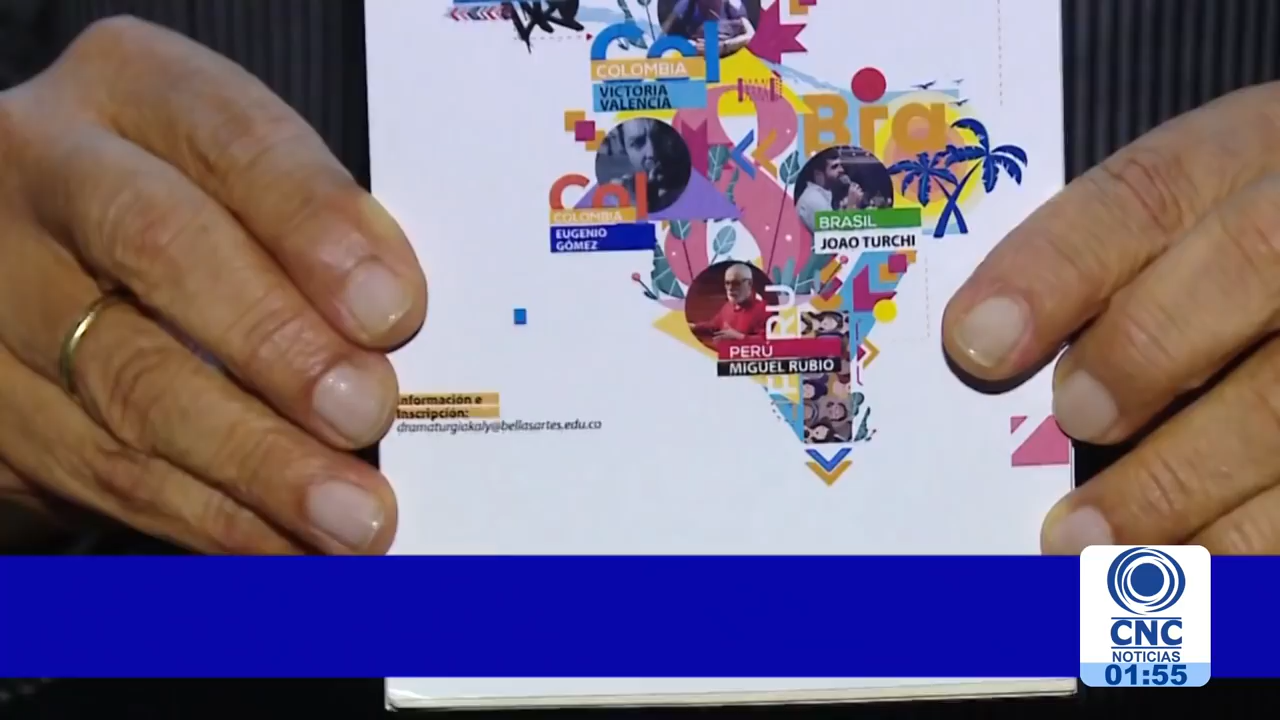 Col
COLOMBIA
VICTORIA
VALENCIA
Bra
Col
COLOMBIA
EUGENIO
GÓMEZ
BRASIL
JOAO TURCHI
RU
PERÚ
MIGUEL RUBIO
Información e
Inscripción:
dramaturgiakaly@bellasartes.edu.co
CNC
NOTICIAS
01:55